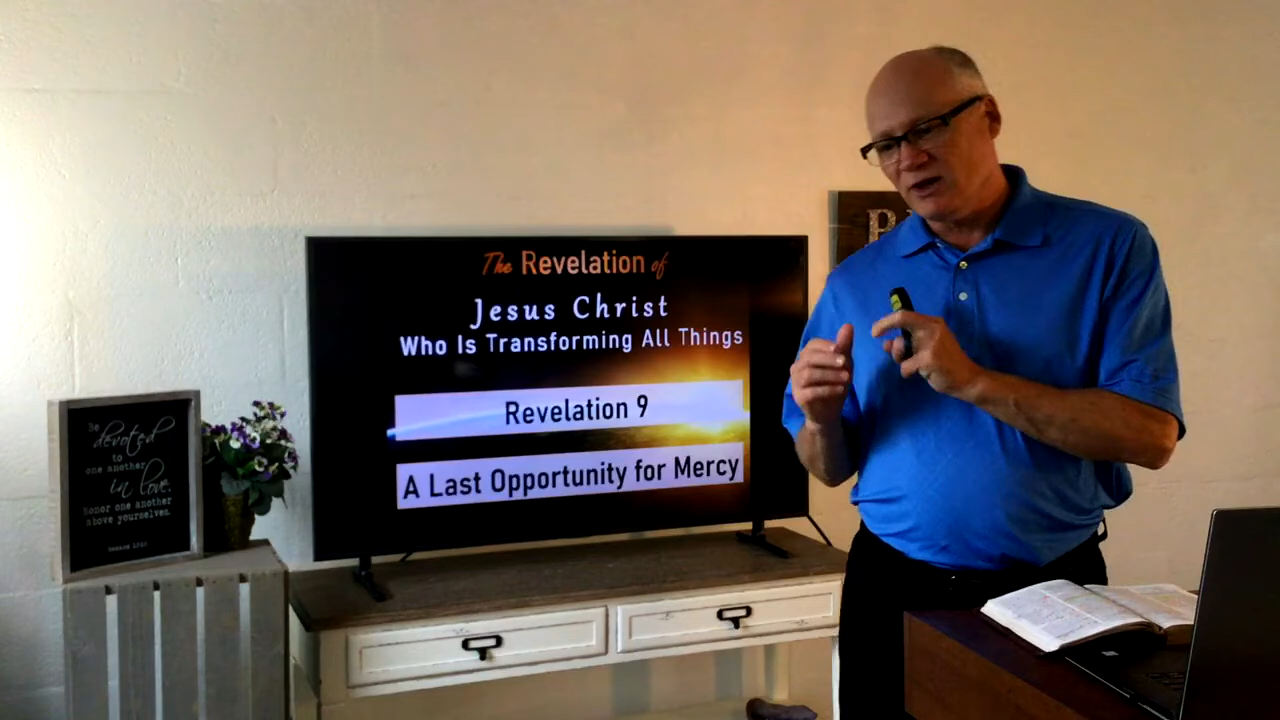 The Revelation of
Jesus Christ
Who Is Transforming All Things
Revelation 9
A Last Opportunity for Mercy
Be
devoted
to
one another
in love.
Honor one another
above yourselves.